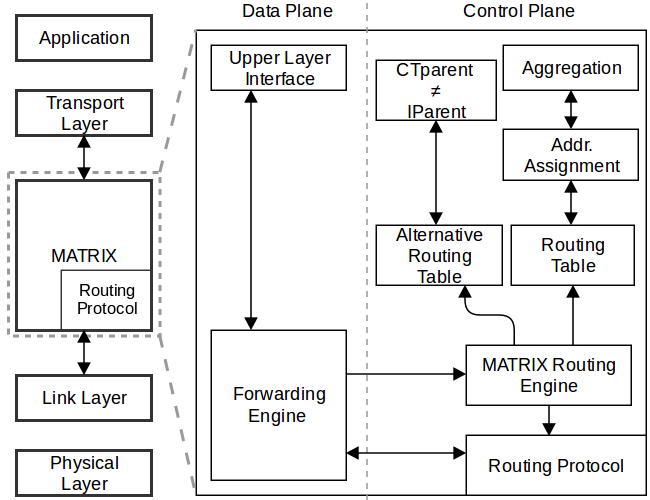 Data Plane
Control Plane
Application
Transport
Layer
MATRIX
Routing
Protocol
Link Layer
Physical
Layer
Upper Layer
Interface
Forwarding
Engine
CTparent
≠
IParent
Aggregation
Addr.
Assignment
Alternative
Routing
Table
Routing
Table
MATRIX Routing
Engine
Routing Protocol